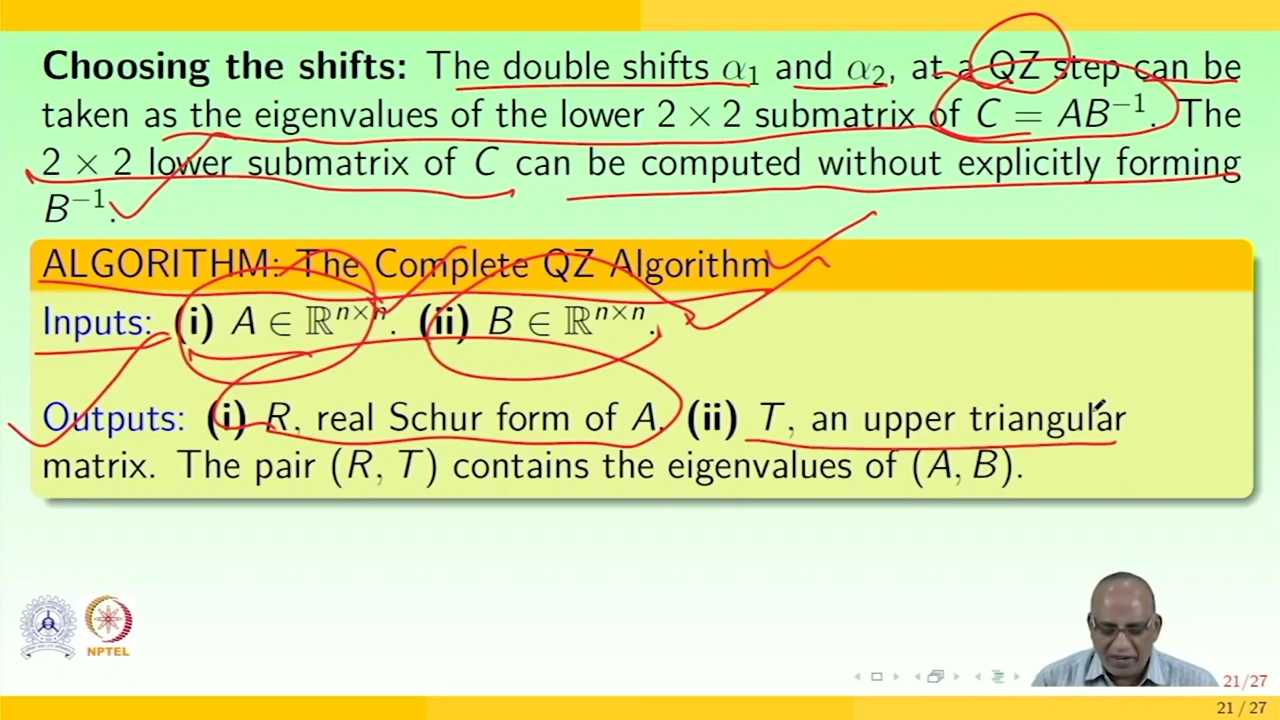 Choosing the shifts: The double shifts α₁ and α₂, at a QZ step can be
taken as the eigenvalues of the lower 2 × 2 submatrix of C = AB⁻¹. The
2 × 2 lower submatrix of C can be computed without explicitly forming
B⁻¹.
ALGORITHM: The Complete QZ Algorithm
Inputs: (i) A ∈ ℝⁿˣⁿ. (ii) B ∈ ℝⁿˣⁿ.
Outputs: (i) R, real Schur form of A. (ii) T, an upper triangular
matrix. The pair (R, T) contains the eigenvalues of (A, B).
NPTEL
21/27
21 / 27